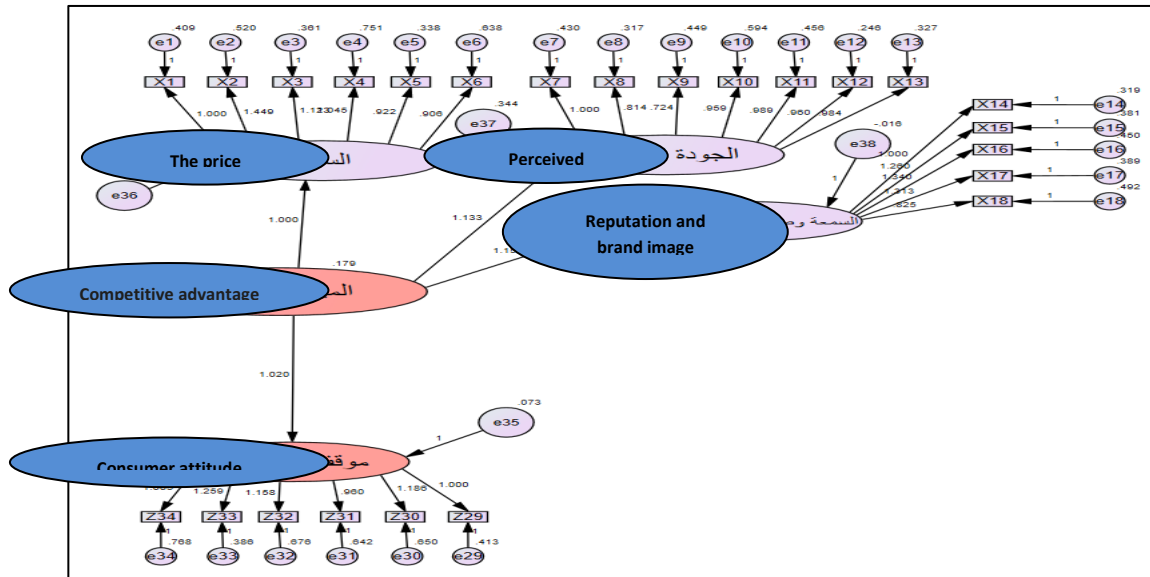 .409 .520 .361 .751 .338 .638 .430 .317 .449 .594 .456 .246 .327
e1 e2 e3 e4 e5 e6 e7 e8 e9 e10 e11 e12 e13
1 1 1 1 1 1 1 1 1 1 1 1 1
X1 X2 X3 X4 X5 X6 X7 X8 X9 X10 X11 X12 X13
1.000 1.449 .922 .906 1.000 .814 .724 .959 .989 .960 .984
.344
e37
X14 1 e14 .319
X15 1 e15 .381
X16 1 e16
X17 1 e17 .389
X18 1 e18 .492
-.016
e38
1
1.000
1.260
1.340
1.313
.825
The price
Perceived
الجودة
e36
Reputation and
brand image
1.000
1.133
.179
Competitive advantage
1.020
.073
e35
1
Consumer attitude
1.259 1.158 .960 1.186 1.000
Z34 Z33 Z32 Z31 Z30 Z29
1 1 1 1 1 1
.768 .386 .676 .642 .650 .413
e34 e33 e32 e31 e30 e29